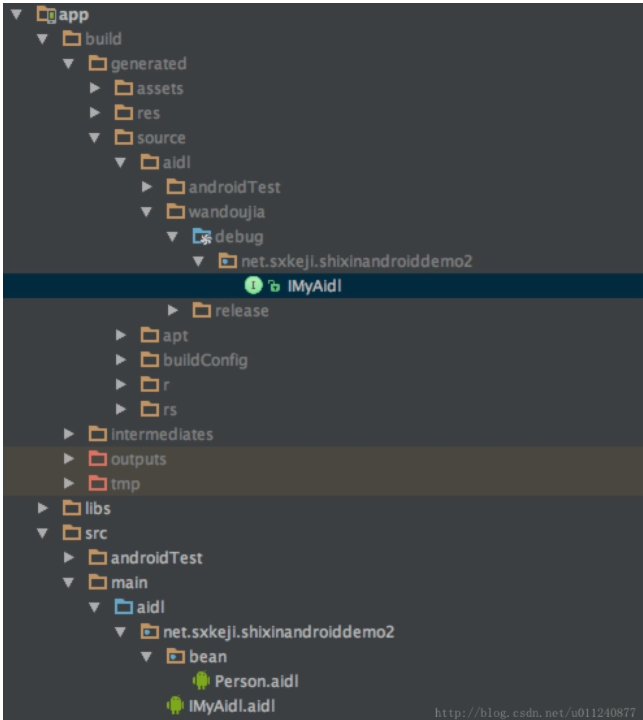 app
build
generated
assets
res
source
aidl
androidTest
wandoujia
debug
net.sxkeji.shixinandroiddemo2
I IMyAidl
release
apt
buildConfig
r
rs
intermediates
outputs
tmp
libs
src
androidTest
main
aidl
net.sxkeji.shixinandroiddemo2
bean
Person.aidl
IMyAidl.aidl
http://blog.csdn.net/u011240877